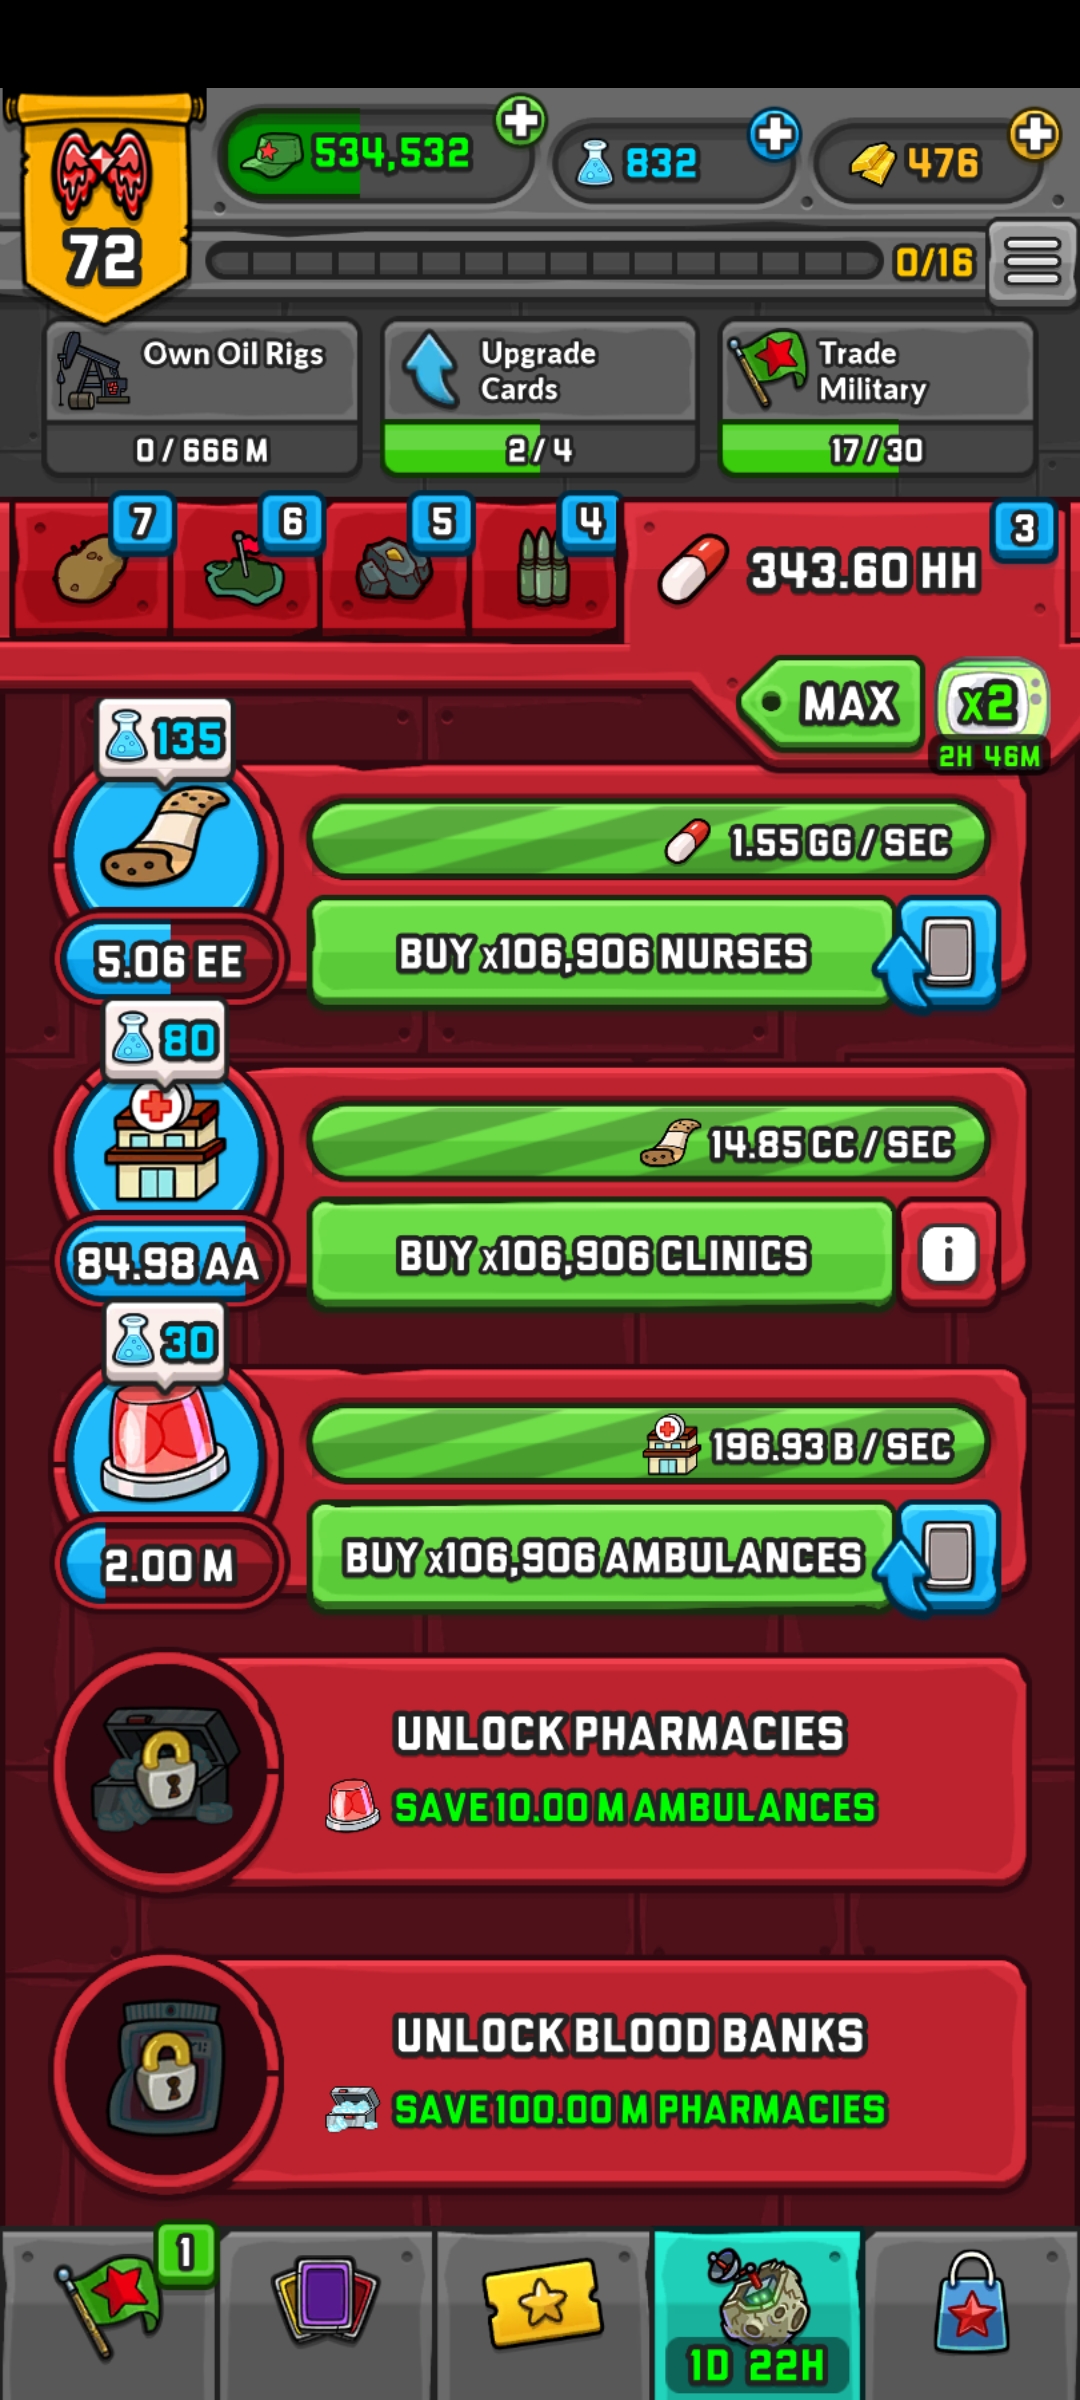 534,532
832
476
72
0/16
Own Oil Rigs
0 / 666 M
Upgrade
Cards
2 / 4
Trade
Military
17 / 30
7
6
5
4
343.60 HH
3
MAX
x2
2H 46M
135
1.55 GG / SEC
5.06 EE
BUY x106,906 NURSES
80
14.85 CC / SEC
84.98 AA
BUY x106,906 CLINICS
i
30
196.93 B / SEC
2.00 M
BUY x106,906 AMBULANCES
UNLOCK PHARMACIES
SAVE 10.00 M AMBULANCES
UNLOCK BLOOD BANKS
SAVE 100.00 M PHARMACIES
1
1D 22H